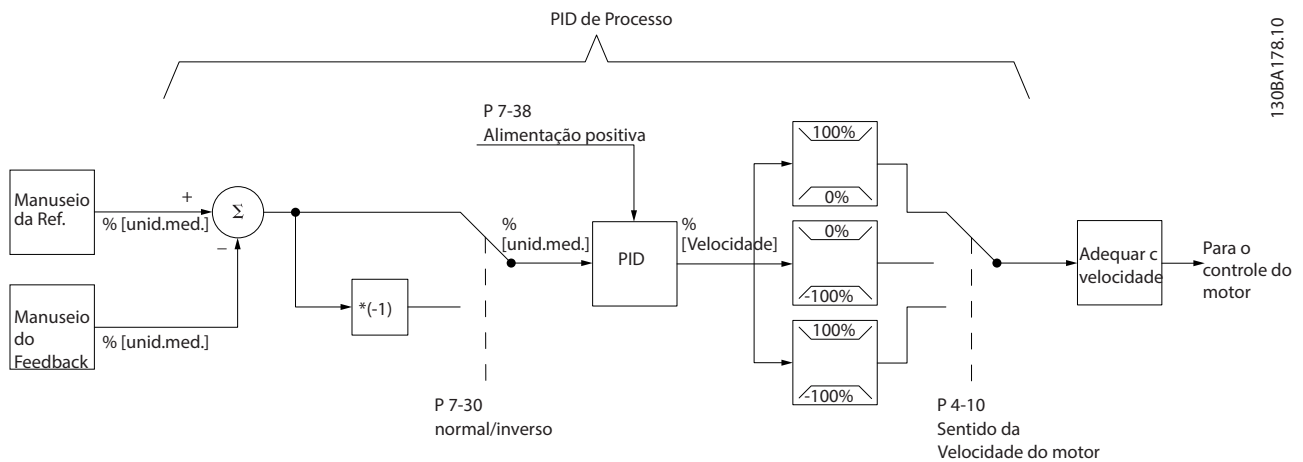 PID de Processo
130BA178.10
P 7-38
Alimentação positiva
Manuseio
da Ref.
+
% [unid.med.]
Σ
–
%
[unid.med.]
PID
%
[Velocidade]
100%
0%
0%
-100%
100%
-100%
Adequar c
velocidade
Para o
controle do
motor
Manuseio
do
Feedback
% [unid.med.]
*(-1)
P 7-30
normal/inverso
P 4-10
Sentido da
Velocidade do motor